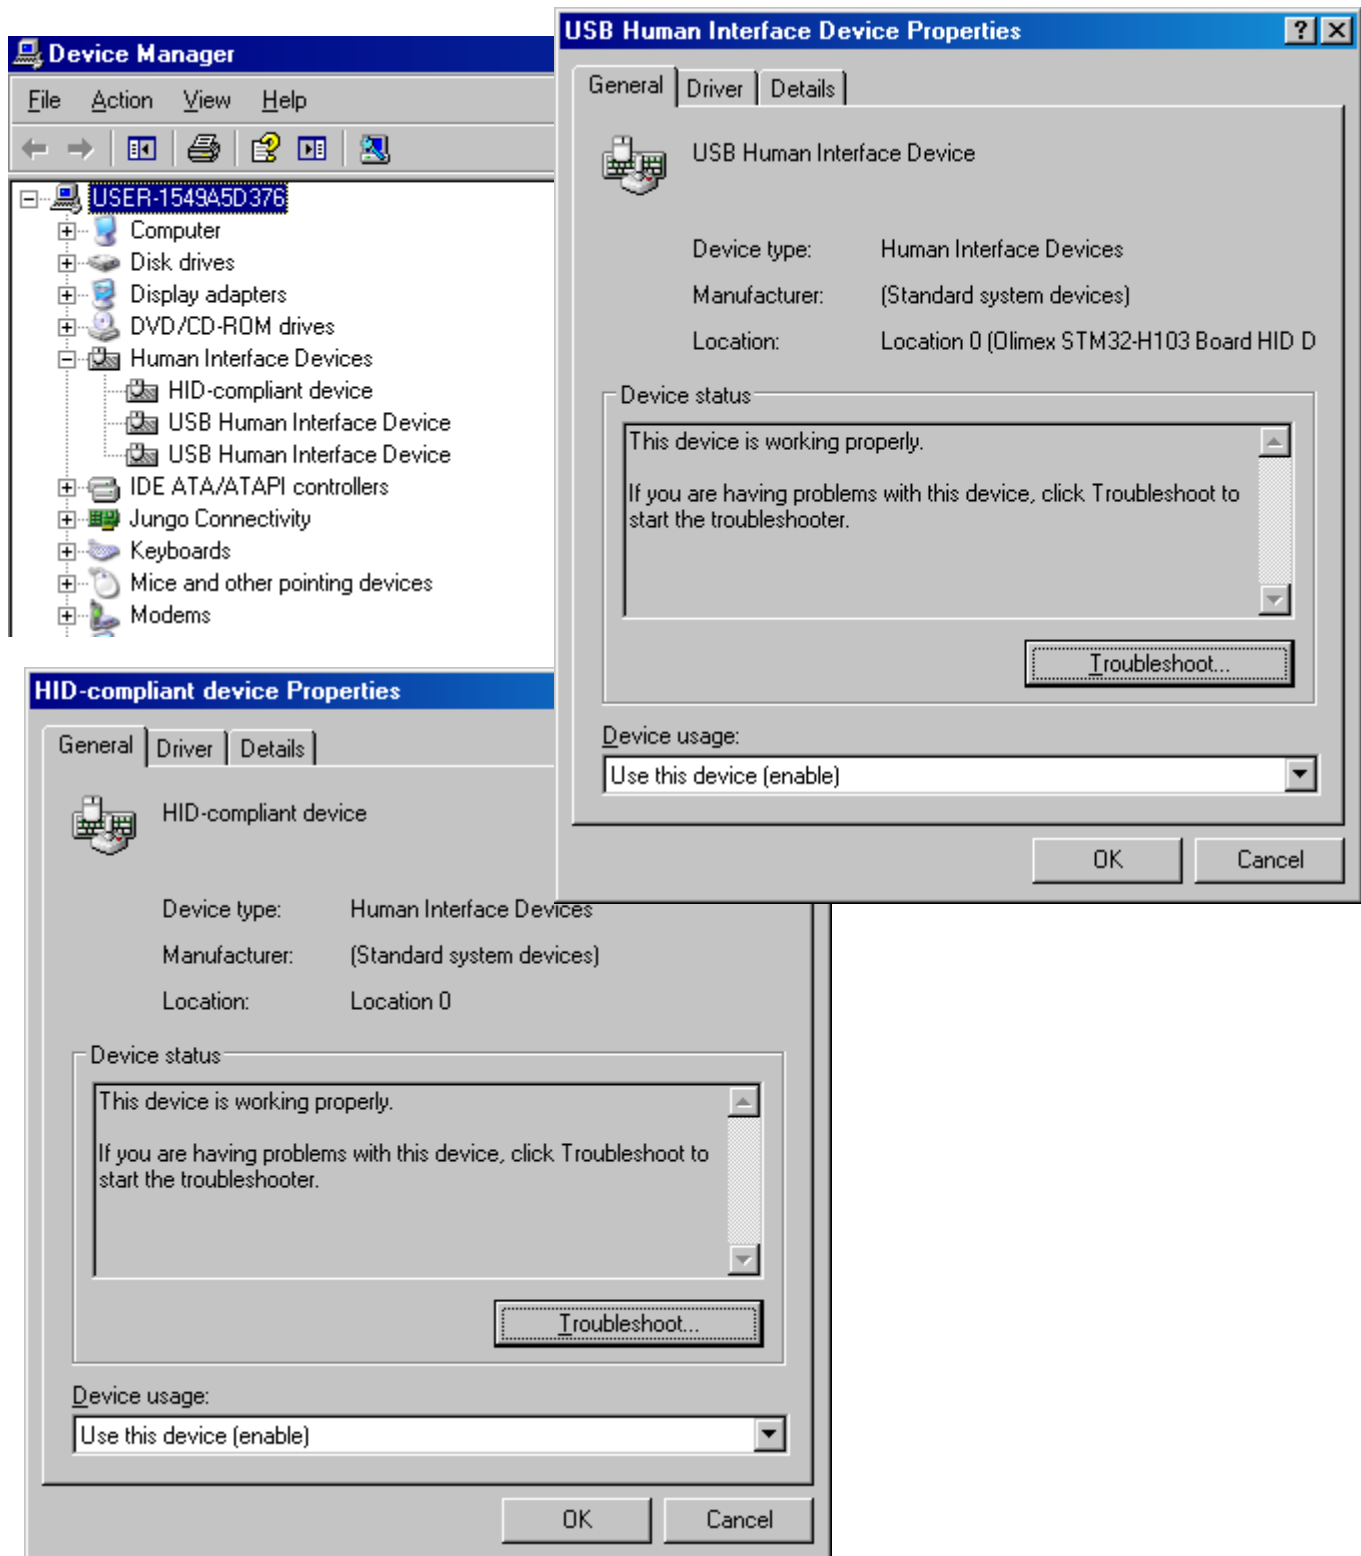 Device Manager
File Action View Help
USER-1549A5D376
Computer
Disk drives
Display adapters
DVD/CD-ROM drives
Human Interface Devices
HID-compliant device
USB Human Interface Device
USB Human Interface Device
IDE ATA/ATAPI controllers
Jungo Connectivity
Keyboards
Mice and other pointing devices
Modems
USB Human Interface Device Properties
General Driver Details
USB Human Interface Device
Device type: Human Interface Devices
Manufacturer: (Standard system devices)
Location: Location 0 (Olimex STM32-H103 Board HID D
Device status
This device is working properly.
If you are having problems with this device, click Troubleshoot to
start the troubleshooter.
Troubleshoot...
Device usage:
Use this device (enable)
OK Cancel
HID-compliant device Properties
General Driver Details
HID-compliant device
Device type: Human Interface Devices
Manufacturer: (Standard system devices)
Location: Location 0
Device status
This device is working properly.
If you are having problems with this device, click Troubleshoot to
start the troubleshooter.
Troubleshoot...
Device usage:
Use this device (enable)
OK Cancel